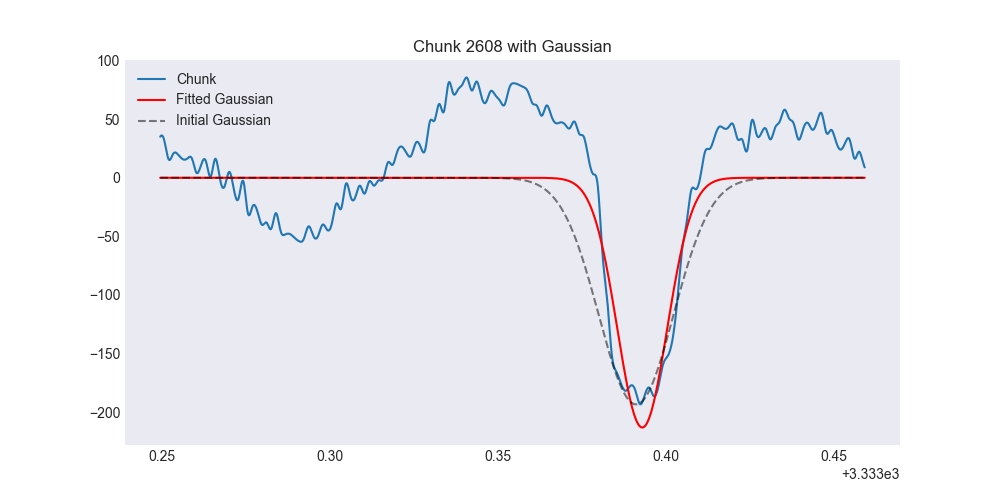 Chunk 2608 with Gaussian
100
50
0
−50
−100
−150
−200
Chunk
Fitted Gaussian
Initial Gaussian
0.25 0.30 0.35 0.40 0.45
+3.333e3